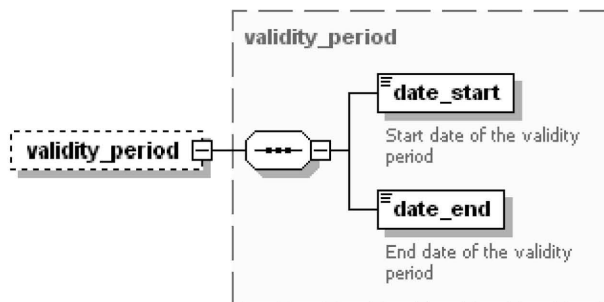 validity_period
date_start
Start date of the validity
period
validity_period
date_end
End date of the validity
period